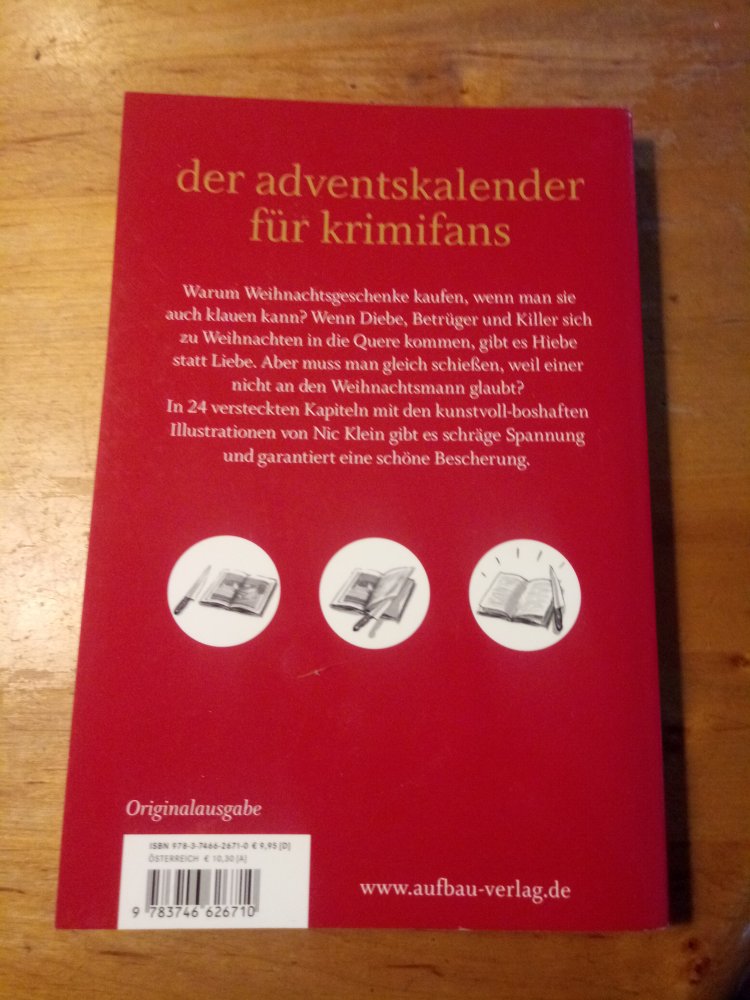 der adventskalender
für krimifans
Warum Weihnachtsgeschenke kaufen, wenn man sie
auch klauen kann? Wenn Diebe, Betrüger und Killer sich
zu Weihnachten in die Quere kommen, gibt es Hiebe
statt Liebe. Aber muss man gleich schießen, weil einer
nicht an den Weihnachtsmann glaubt?
In 24 versteckten Kapiteln mit den kunstvoll-boshaften
Illustrationen von Nic Klein gibt es schräge Spannung
und garantiert eine schöne Bescherung.
Originalausgabe
ISBN 978-3-7466-2671-0 € 9,95 [D]
ÖSTERREICH € 10,30 [A]
9 783746 626710
www.aufbau-verlag.de